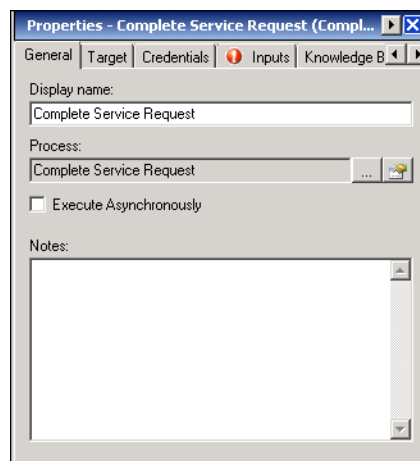 Properties - Complete Service Request (Compl...
General Target Credentials Inputs Knowledge B
Display name:
Complete Service Request
Process:
Complete Service Request ...
Execute Asynchronously
Notes: